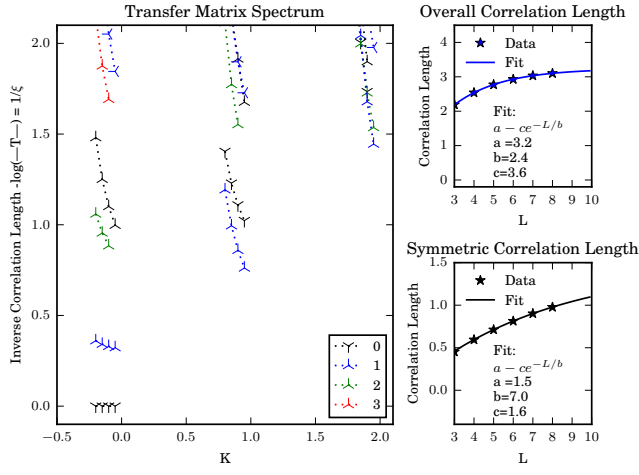 Transfer Matrix Spectrum
Inverse Correlation Length -log(—T—) = 1/ξ
2.0
1.5
1.0
0.5
0.0
−0.5
0.0
0.5
1.0
1.5
2.0
K
0
1
2
3
Overall Correlation Length
Correlation Length
4
3
2
1
0
Data
Fit
Fit:
a − ce^{−L/b}
a =3.2
b=2.4
c=3.6
3 4 5 6 7 8 9 10
L
Symmetric Correlation Length
Correlation Length
1.5
1.0
0.5
0.0
Data
Fit
Fit:
a − ce^{−L/b}
a =1.5
b=7.0
c=1.6
3 4 5 6 7 8 9 10
L